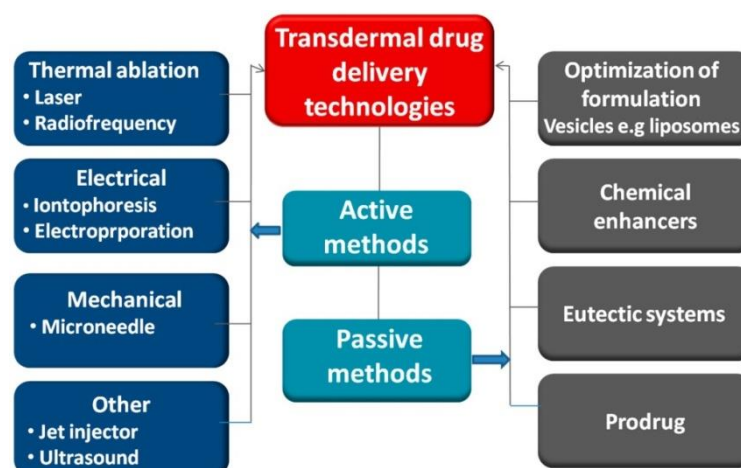 Transdermal drug
delivery
technologies
Thermal ablation
• Laser
• Radiofrequency
Electrical
• Iontophoresis
• Electroprporation
Mechanical
• Microneedle
Other
• Jet injector
• Ultrasound
Active
methods
Passive
methods
Optimization of
formulation
Vesicles e.g liposomes
Chemical
enhancers
Eutectic systems
Prodrug